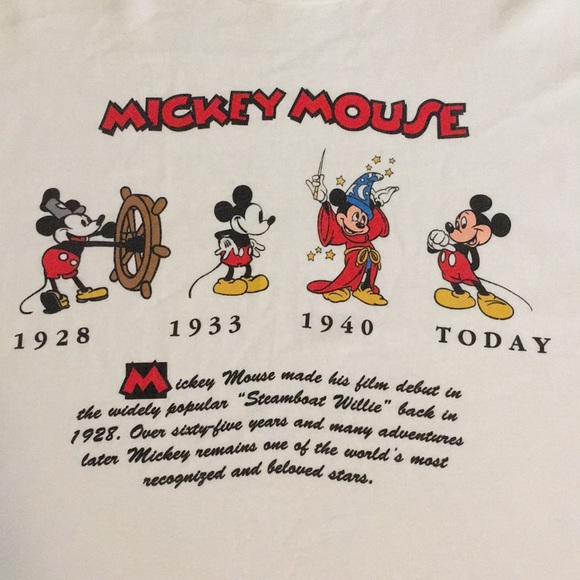 MICKEY MOUSE
1928 1933 1940 TODAY
Mickey Mouse made his film debut in
the widely popular "Steamboat Willie" back in
1928. Over sixty-five years and many adventures
later Mickey remains one of the world's most
recognized and beloved stars.